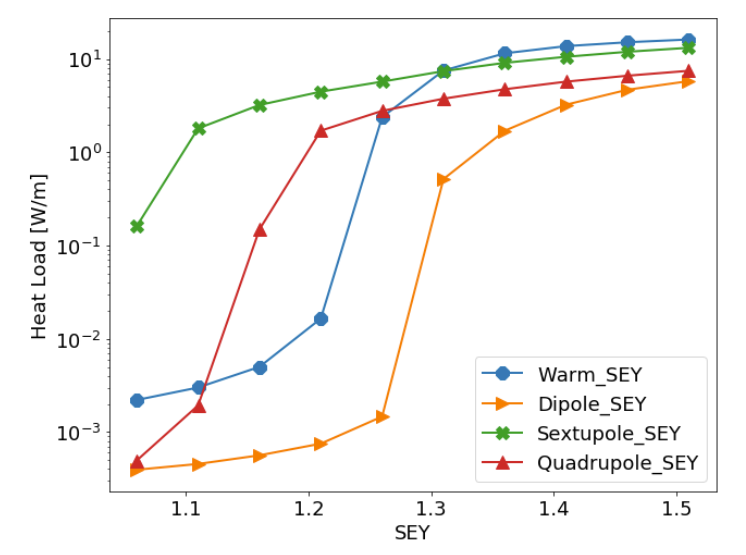 10¹
10⁰
10⁻¹
10⁻²
10⁻³
Heat Load [W/m]
1.1 1.2 1.3 1.4 1.5
SEY
Warm_SEY
Dipole_SEY
Sextupole_SEY
Quadrupole_SEY